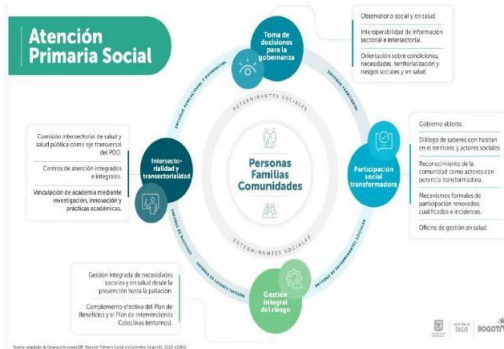 Atención
Primaria Social
Toma de
decisiones
para la
gobernanza
Observatorio social y en salud
Interoperabilidad de información
sectorial e intersectorial.
Orientación sobre condiciones,
necesidades, territorialización y
riesgos sociales y en salud.
DETERMINANTES SOCIALES
Comisión intersectorial de salud y
salud pública como eje transversal
del PDD.
Centros de atención integrados
e integrales.
Vinculación de academia mediante
investigación, innovación y
prácticas académicas.
Intersecto-
rialidad y
transectorialidad
Personas
Familias
Comunidades
Participación
social
transformadora
Gobierno abierto.
Diálogo de saberes con habitan
en el territorio y actores sociales.
Reconocimiento de la
comunidad como actores con
potencia transformadora.
Mecanismos formales de
participación renovados,
cualificados e incidentes.
Oficina de gestión en salud.
DETERMINANTES SOCIALES
Gestión
integral
del riesgo
Gestión integrada de necesidades
sociales y en salud desde la
prevención hasta la paliación.
Complemento efectivo del Plan de
Beneficios y el Plan de Intervenciones
Colectivas territorial.
BOGOTÁ